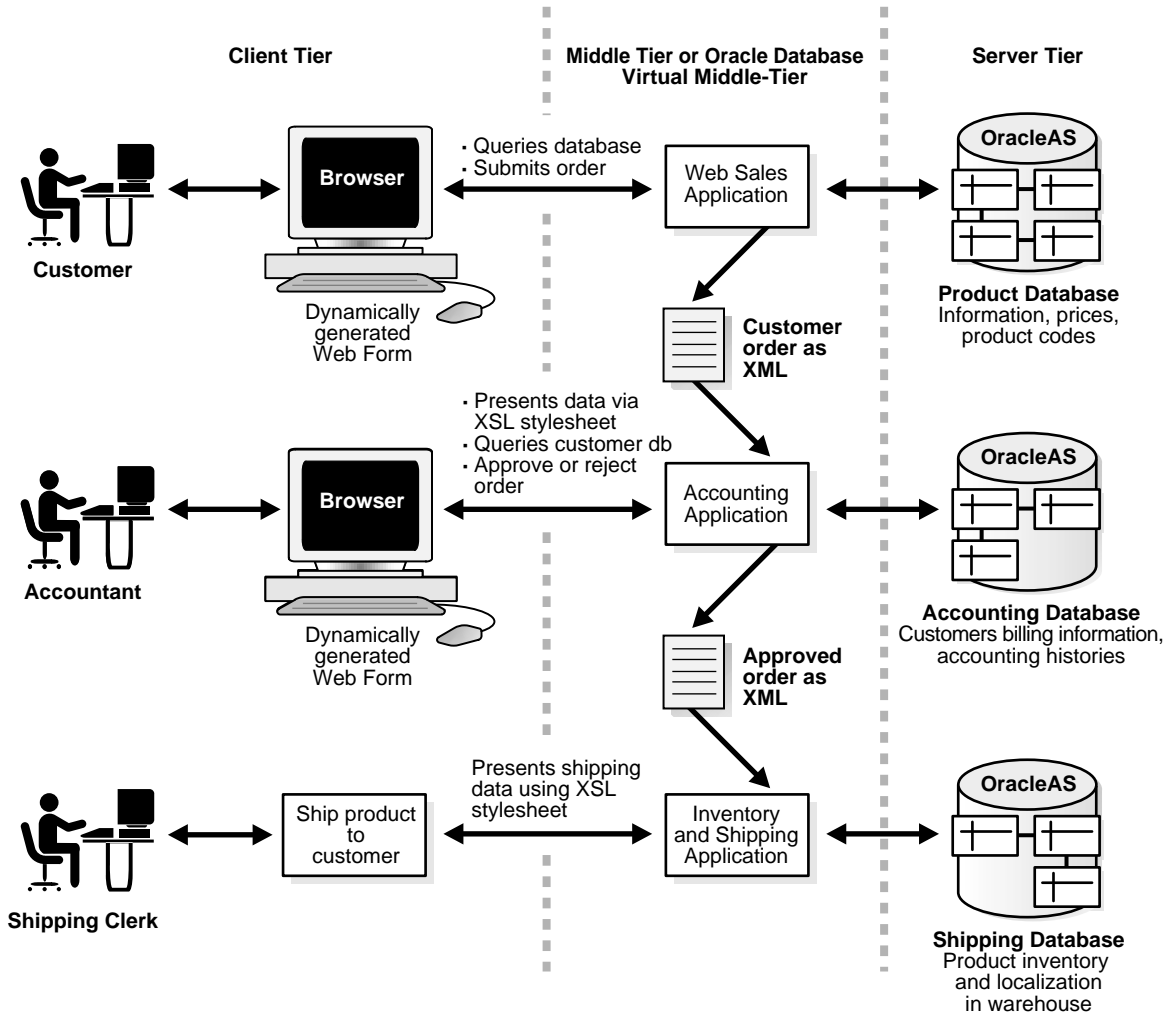 Client Tier
Middle Tier or Oracle Database
Virtual Middle-Tier
Server Tier
Customer
Browser
Dynamically
generated
Web Form
· Queries database
· Submits order
Web Sales
Application
OracleAS
Product Database
Information, prices,
product codes
Customer
order as
XML
Accountant
Browser
Dynamically
generated
Web Form
· Presents data via
XSL stylesheet
· Queries customer db
· Approve or reject
order
Accounting
Application
OracleAS
Accounting Database
Customers billing information,
accounting histories
Approved
order as
XML
Shipping Clerk
Ship product
to
customer
Presents shipping
data using XSL
stylesheet
Inventory
and Shipping
Application
OracleAS
Shipping Database
Product inventory
and localization
in warehouse